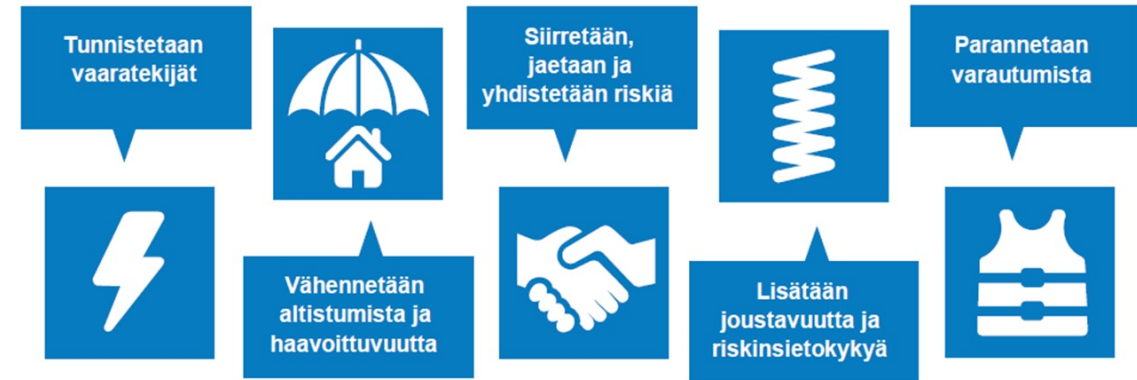 Tunnistetaan
vaaratekijät
Vähennetään
altistumista ja
haavoittuvuutta
Siirretään,
jaetaan ja
yhdistetään riskiä
Lisätään
joustavuutta ja
riskinsietokykyä
Parannetaan
varautumista